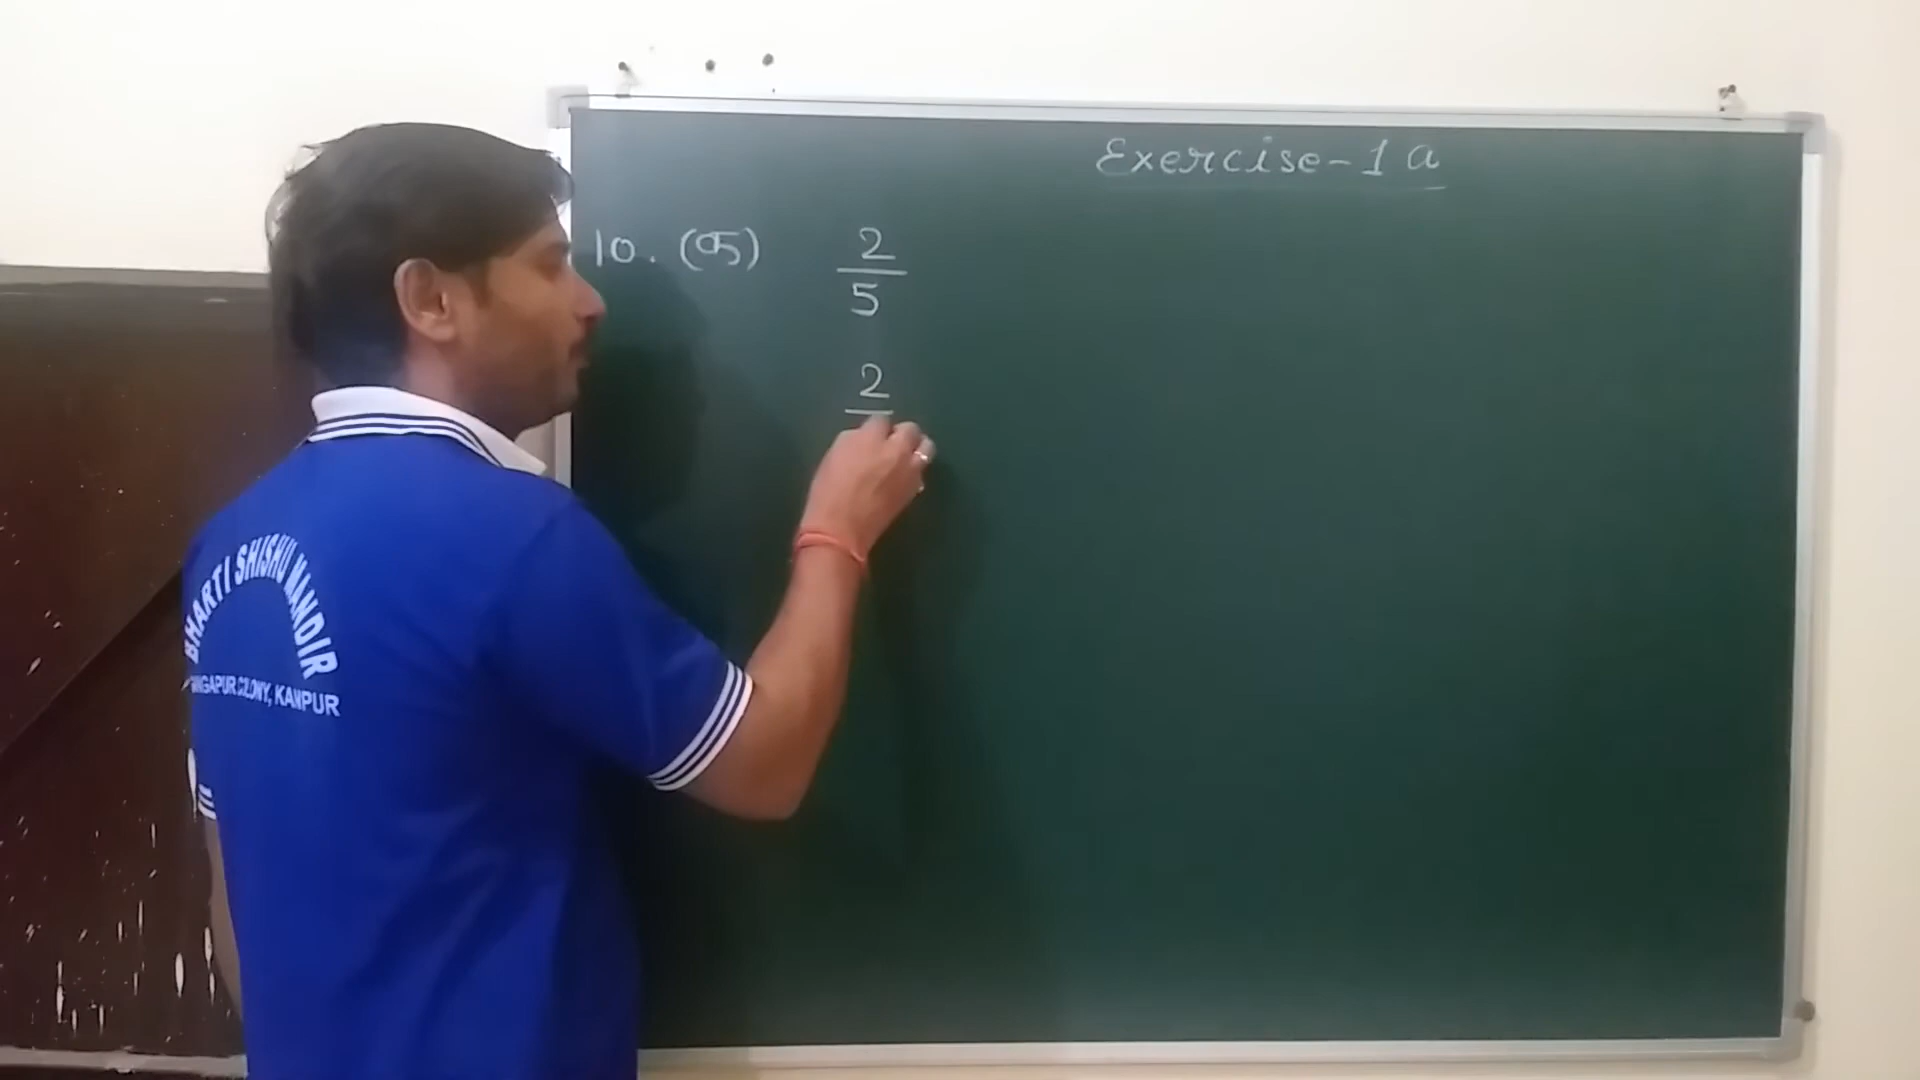 Exercise-1 a
10. (क) 2
5
2
BHARTI SHISHU MANDIR
COLONY, KANPUR